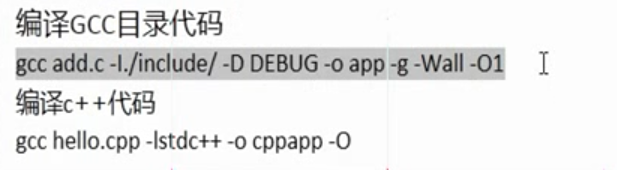 编译GCC目录代码
gcc add.c -I./include/ -D DEBUG -o app -g -Wall -O1
编译c++代码
gcc hello.cpp -lstdc++ -o cppapp -O